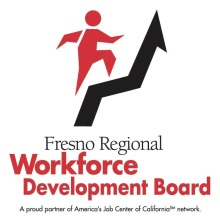 Fresno Regional
Workforce
Development Board
A proud partner of America's Job Center of California℠ network.